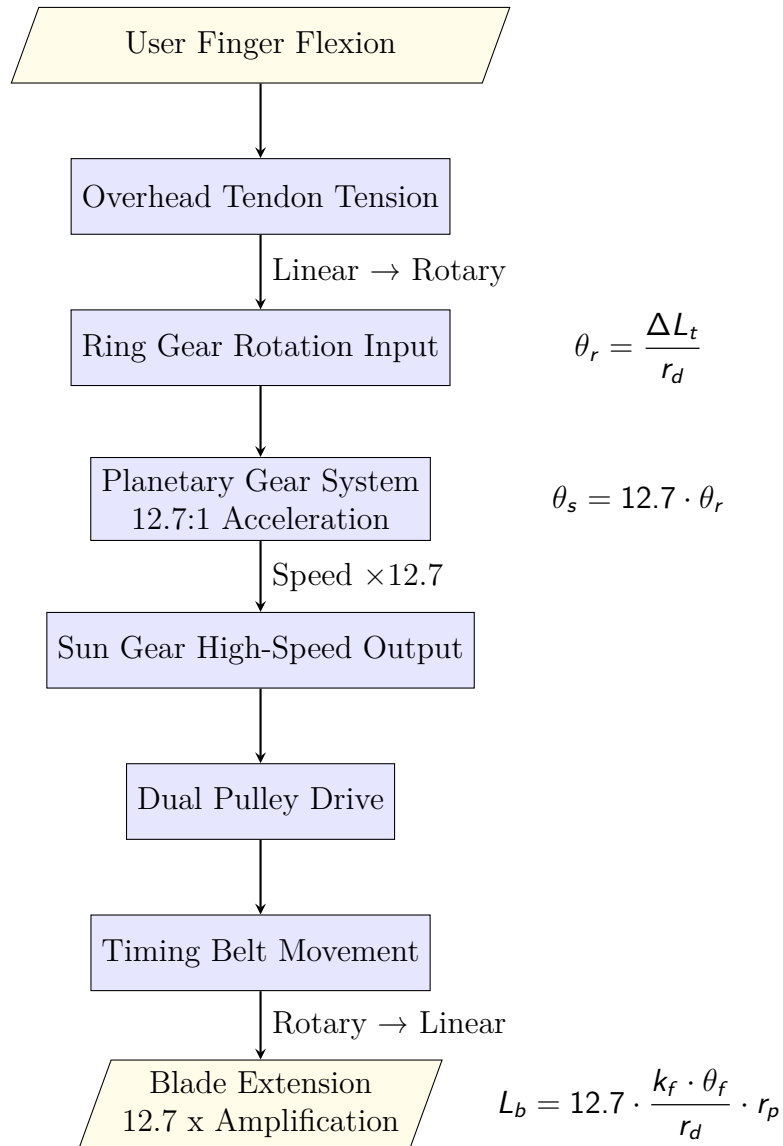 User Finger Flexion
Overhead Tendon Tension
Linear → Rotary
Ring Gear Rotation Input
θ_r = ΔL_t / r_d
Planetary Gear System
12.7:1 Acceleration
θ_s = 12.7 · θ_r
Speed ×12.7
Sun Gear High-Speed Output
Dual Pulley Drive
Timing Belt Movement
Rotary → Linear
Blade Extension
12.7 x Amplification
L_b = 12.7 · k_f · θ_f / r_d · r_p